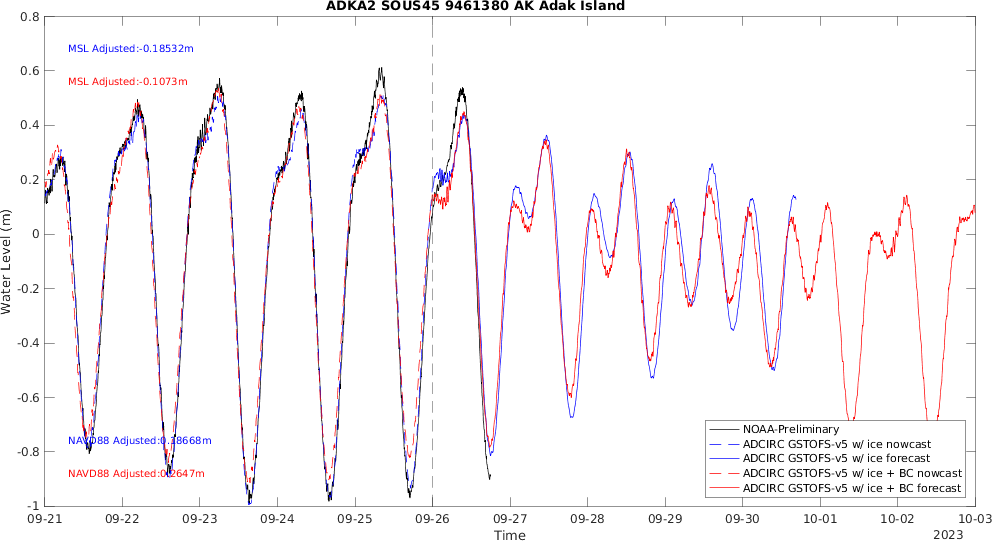 ADKA2 SOUS45 9461380 AK Adak Island
0.8
0.6
0.4
0.2
0
-0.2
-0.4
-0.6
-0.8
-1
Water Level (m)
MSL Adjusted:-0.18532m
MSL Adjusted:-0.1073m
NAVD88 Adjusted:0.18668m
NAVD88 Adjusted:0.2647m
NOAA-Preliminary
ADCIRC GSTOFS-v5 w/ ice nowcast
ADCIRC GSTOFS-v5 w/ ice forecast
ADCIRC GSTOFS-v5 w/ ice + BC nowcast
ADCIRC GSTOFS-v5 w/ ice + BC forecast
09-21 09-22 09-23 09-24 09-25 09-26 09-27 09-28 09-29 09-30 10-01 10-02 10-03
Time
2023